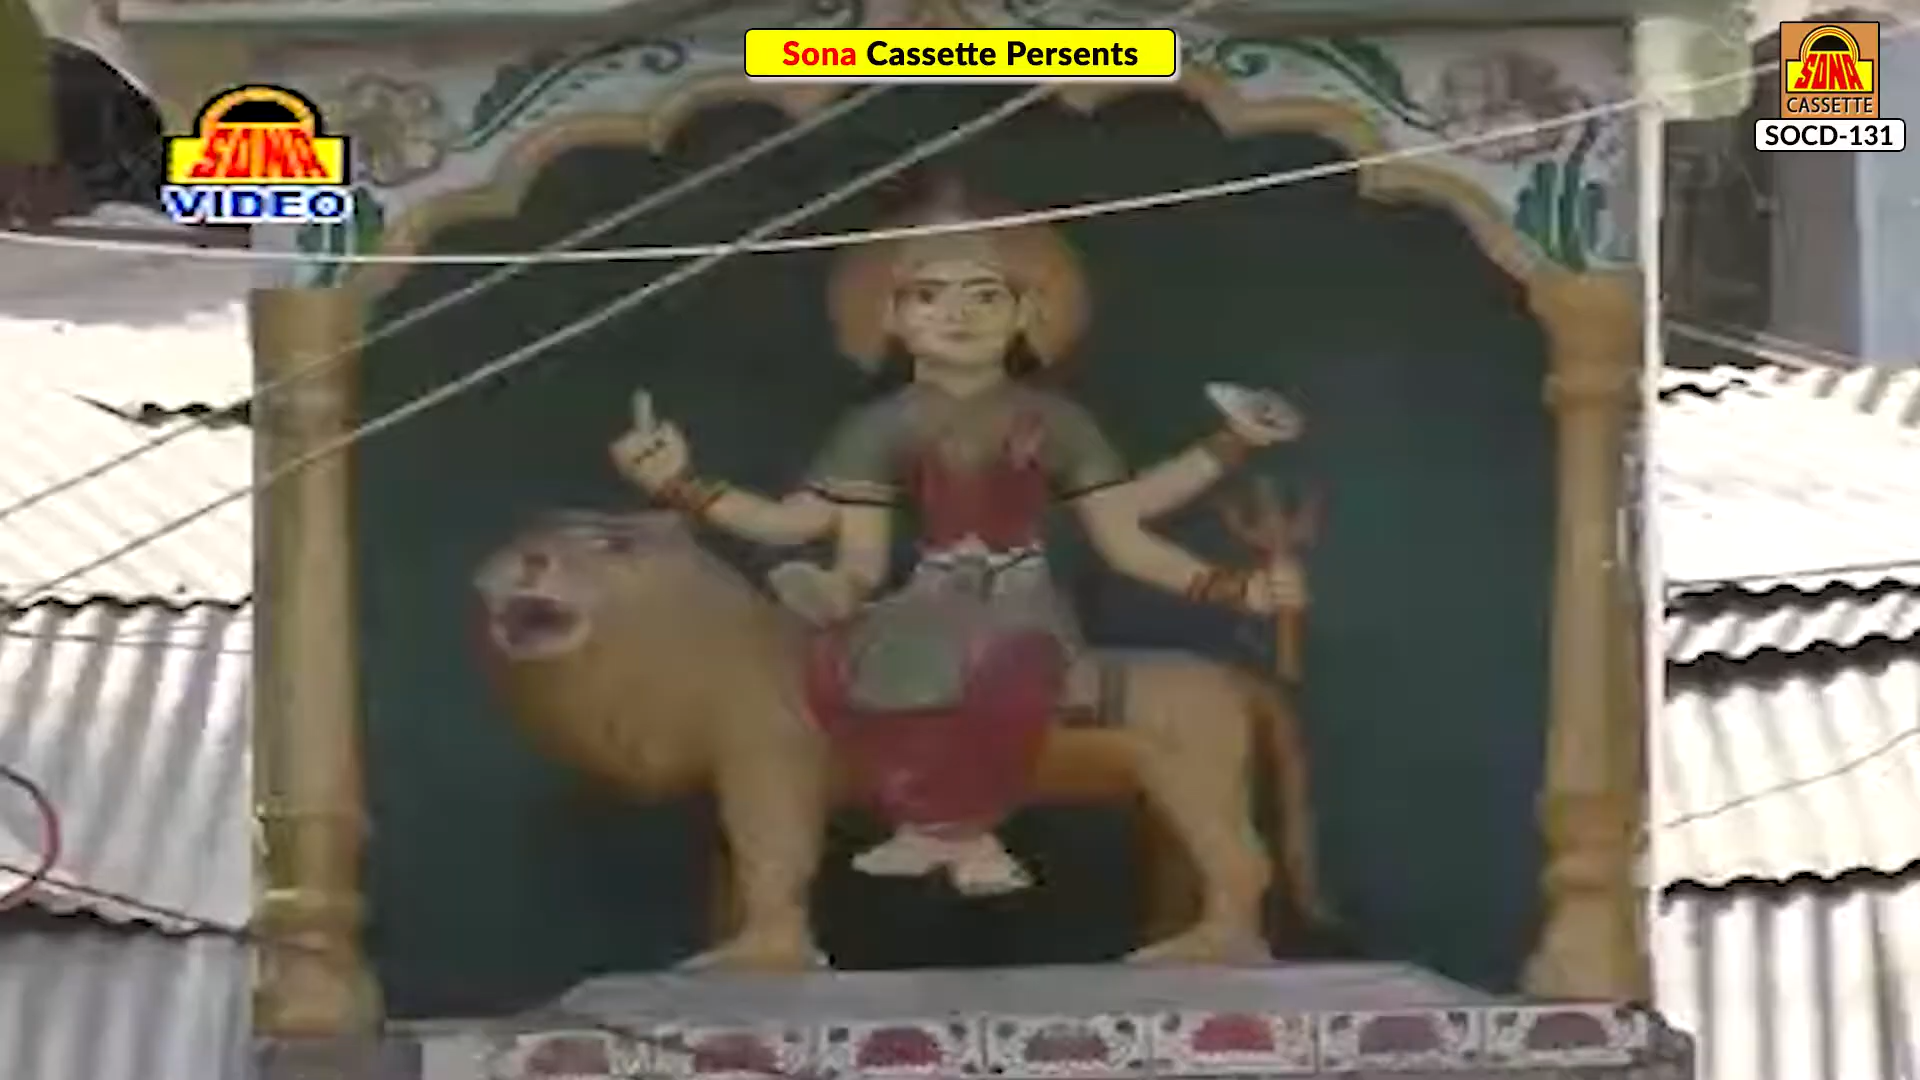 Sona Cassette Persents
SONA
CASSETTE
SOCD-131
SONA
VIDEO